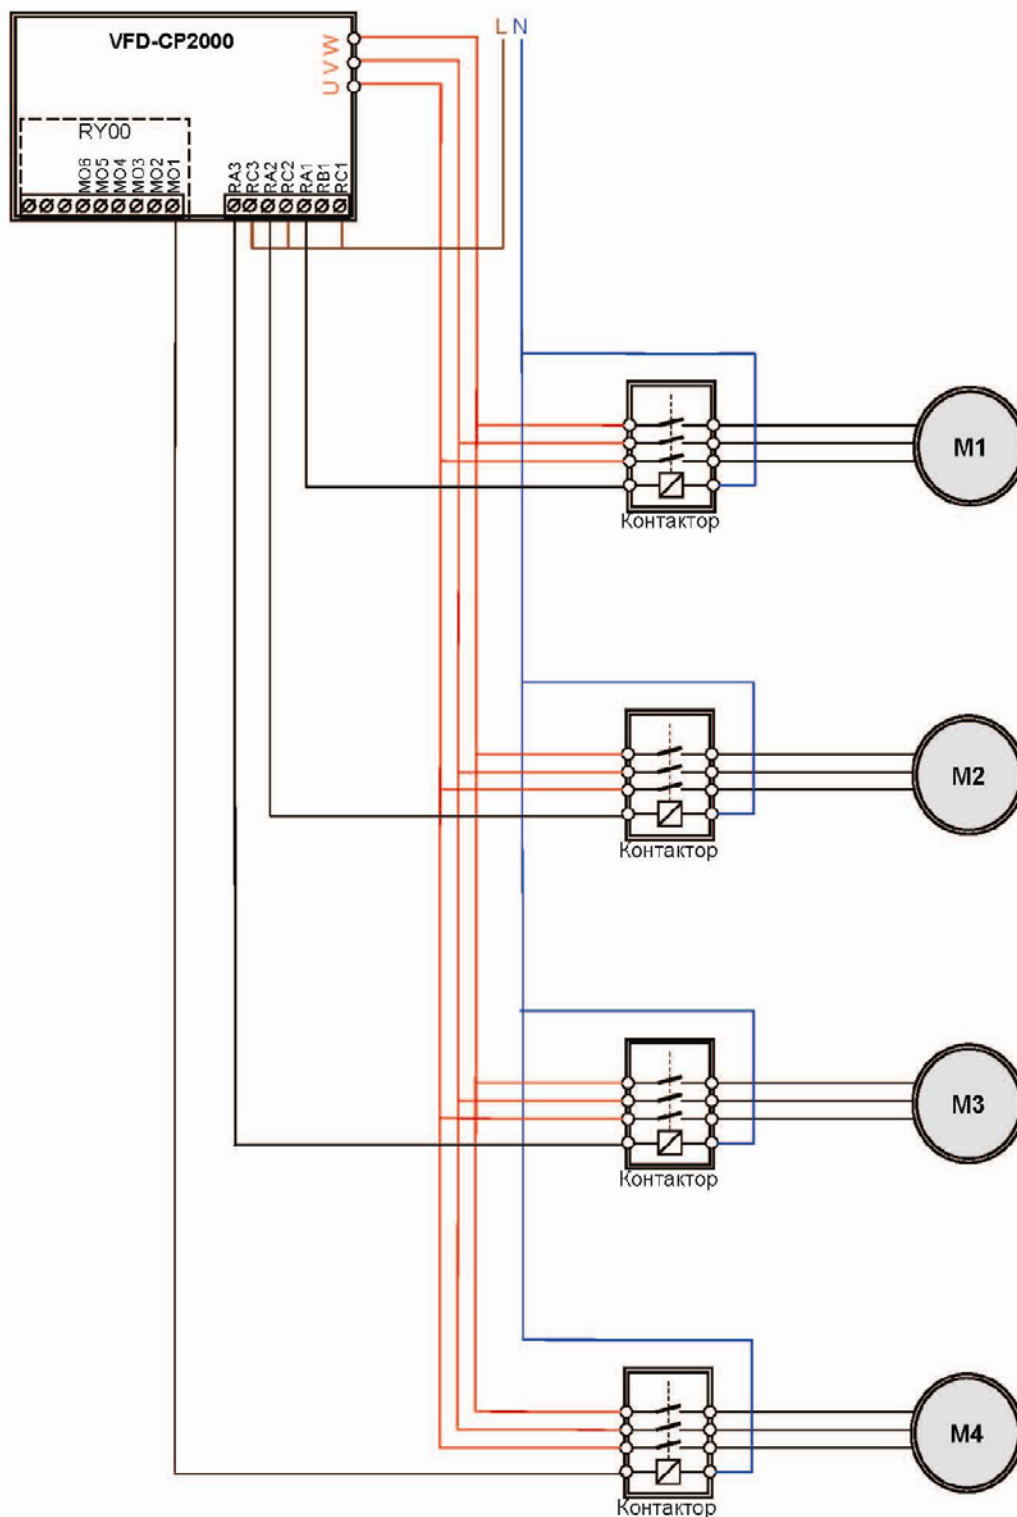 VFD-CP2000
L N
U V W
RY00
MO6
MO5
MO4
MO3
MO2
MO1
RA3
RC3
RA2
RC2
RA1
RB1
RC1
M1
Контактор
M2
Контактор
M3
Контактор
M4
Контактор